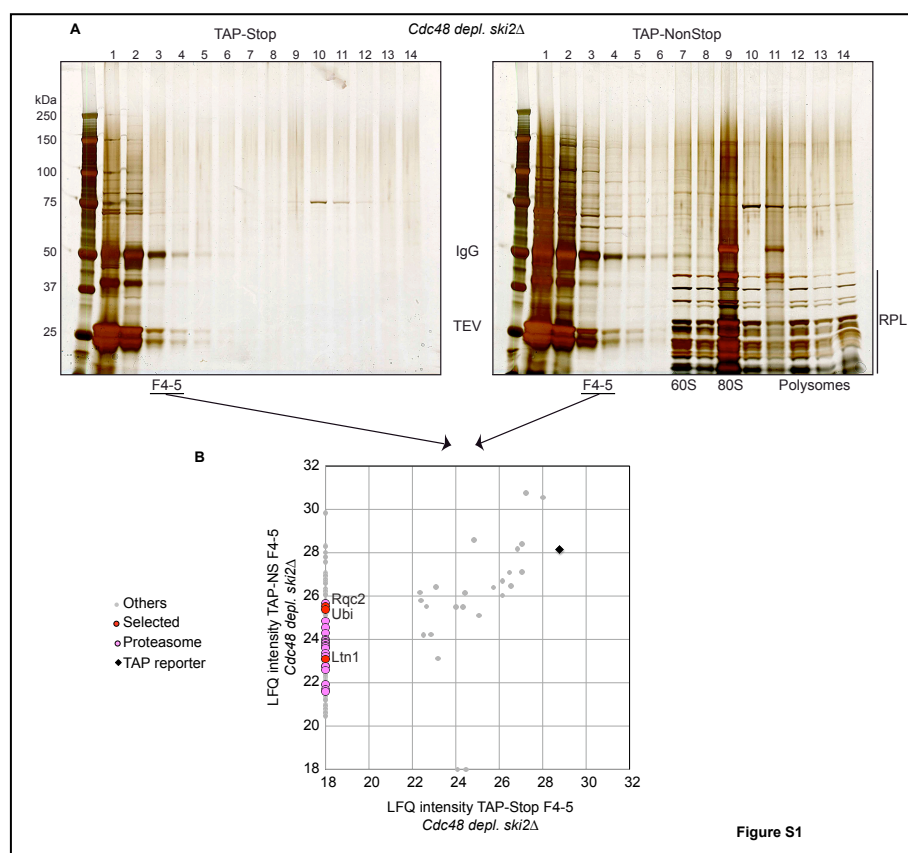 A
Cdc48 depl. ski2Δ
TAP-Stop
TAP-NonStop
1 2 3 4 5 6 7 8 9 10 11 12 13 14
1 2 3 4 5 6 7 8 9 10 11 12 13 14
kDa
250
150
100
75
50
37
25
IgG
TEV
RPL
F4-5
F4-5
60S
80S
Polysomes
B
32
30
28
26
24
22
20
18
LFQ intensity TAP-NS F4-5
Cdc48 depl. ski2Δ
Rqc2
Ubi
Ltn1
Others
Selected
Proteasome
TAP reporter
18 20 22 24 26 28 30 32
LFQ intensity TAP-Stop F4-5
Cdc48 depl. ski2Δ
Figure S1